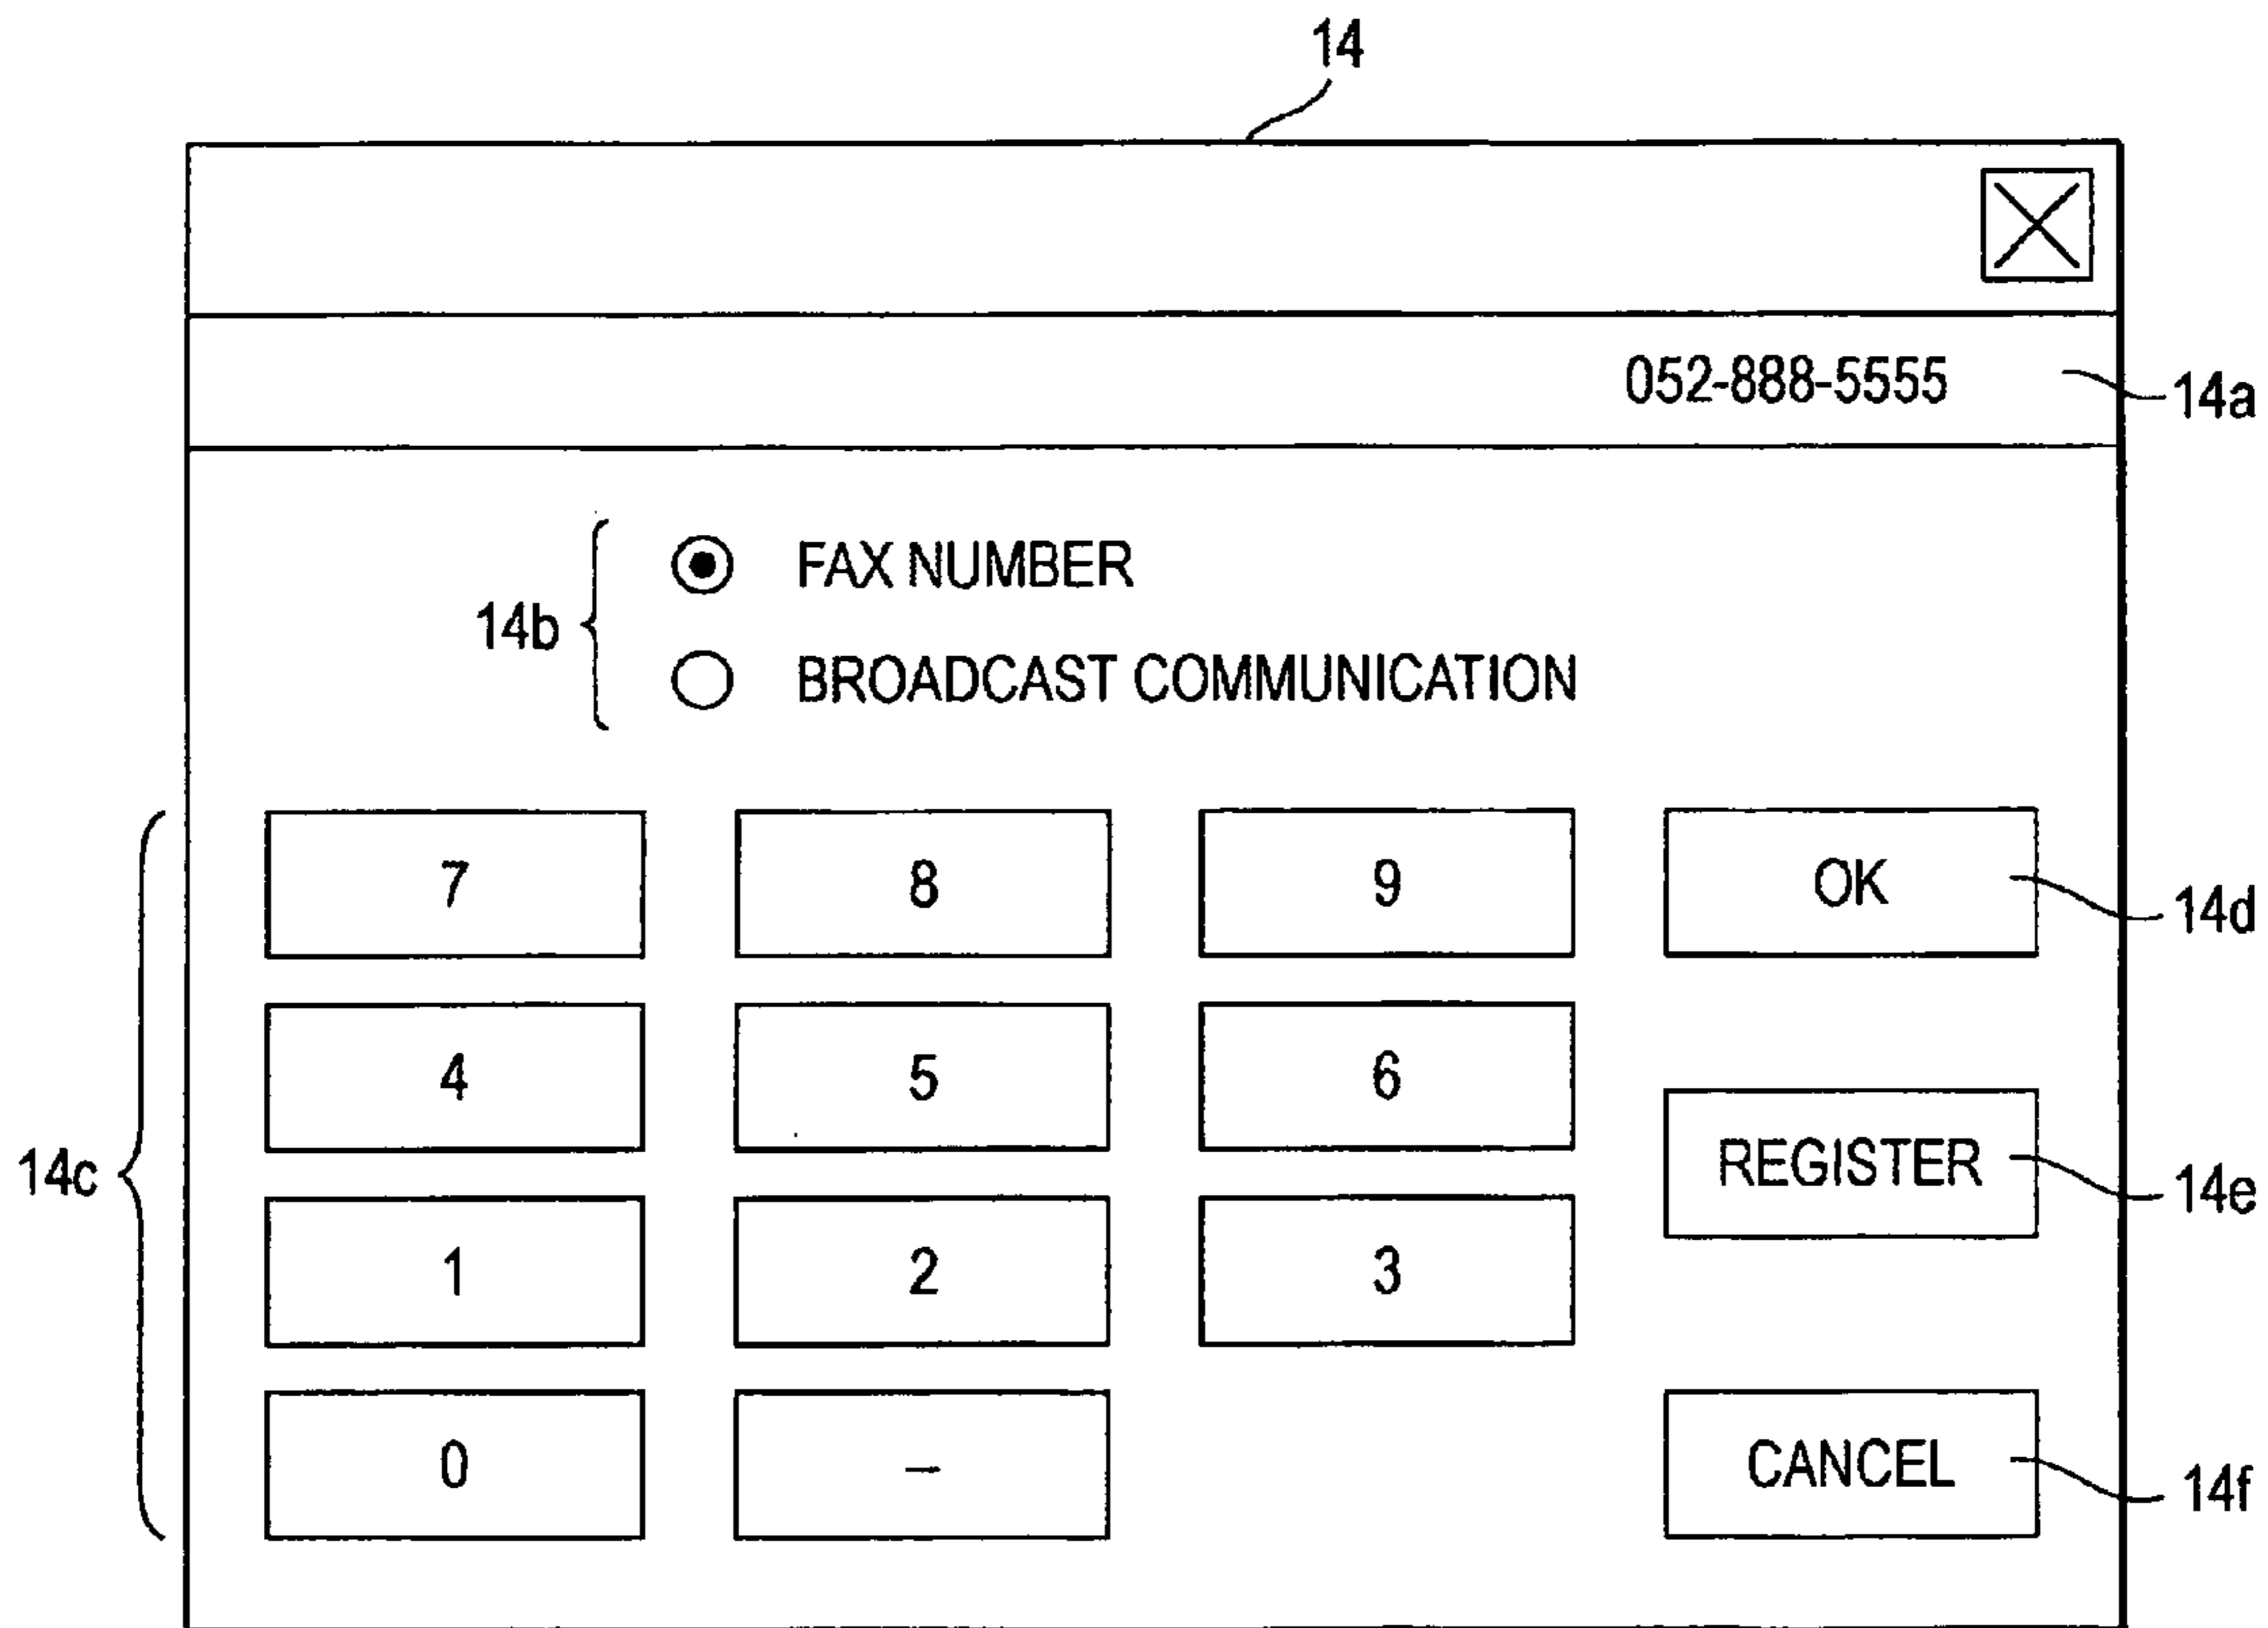 14
052-888-5555
14a
14b
FAX NUMBER
BROADCAST COMMUNICATION
7 8 9 OK
14d
4 5 6
14c
REGISTER
14e
1 2 3
0 – CANCEL
14f